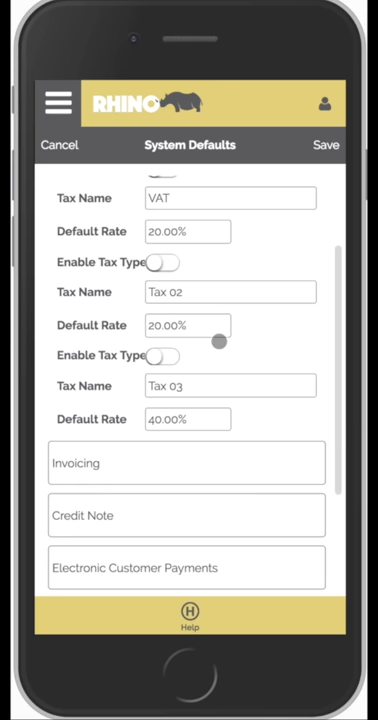 RHINO
Cancel System Defaults Save
Tax Name VAT
Default Rate 20.00%
Enable Tax Type
Tax Name Tax 02
Default Rate 20.00%
Enable Tax Type
Tax Name Tax 03
Default Rate 40.00%
Invoicing
Credit Note
Electronic Customer Payments
H
Help